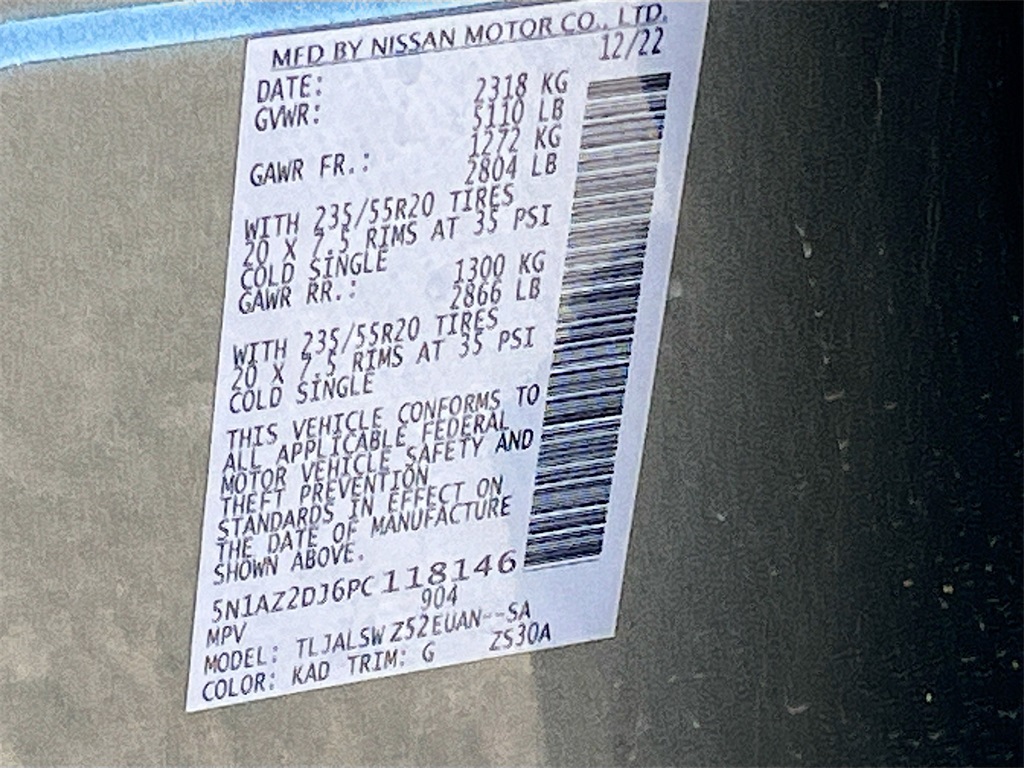 MFD BY NISSAN MOTOR CO., LTD.
DATE: 12/22
GVWR: 2318 KG
5110 LB
1272 KG
GAWR FR.: 2804 LB
WITH 235/55R20 TIRES
20 X 7.5 RIMS AT 35 PSI
COLD SINGLE
GAWR RR.: 1300 KG
2866 LB
WITH 235/55R20 TIRES
20 X 7.5 RIMS AT 35 PSI
COLD SINGLE
THIS VEHICLE CONFORMS TO
ALL APPLICABLE FEDERAL
MOTOR VEHICLE SAFETY AND
THEFT PREVENTION
STANDARDS IN EFFECT ON
THE DATE OF MANUFACTURE
SHOWN ABOVE.
5N1AZ2DJ6PC118146
MPV 904
MODEL: TLJALSWZ52EUAN--SA
COLOR: KAD TRIM: G ZS30A